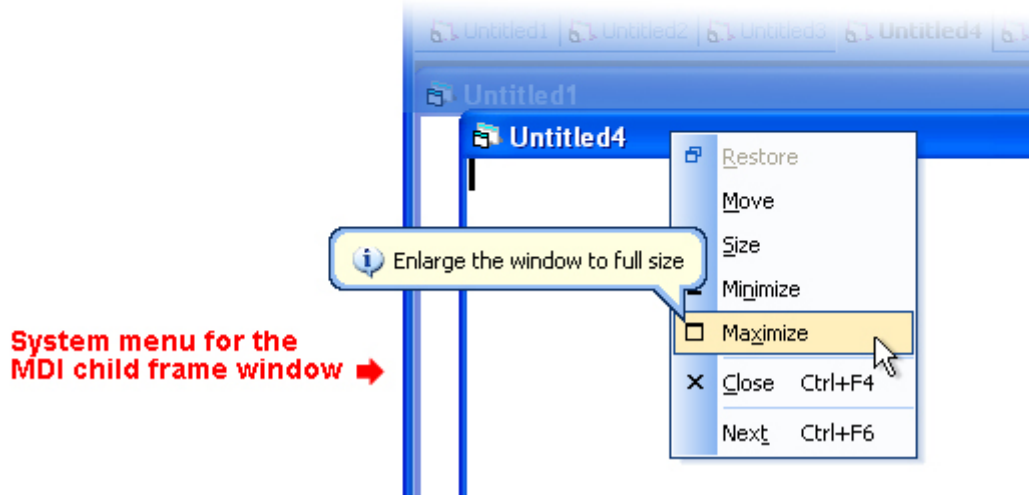 Untitled1
Untitled2
Untitled3
Untitled4
Untitled1
Untitled4
Restore
Move
Size
Enlarge the window to full size
Minimize
Maximize
System menu for the
MDI child frame window
Close Ctrl+F4
Next Ctrl+F6